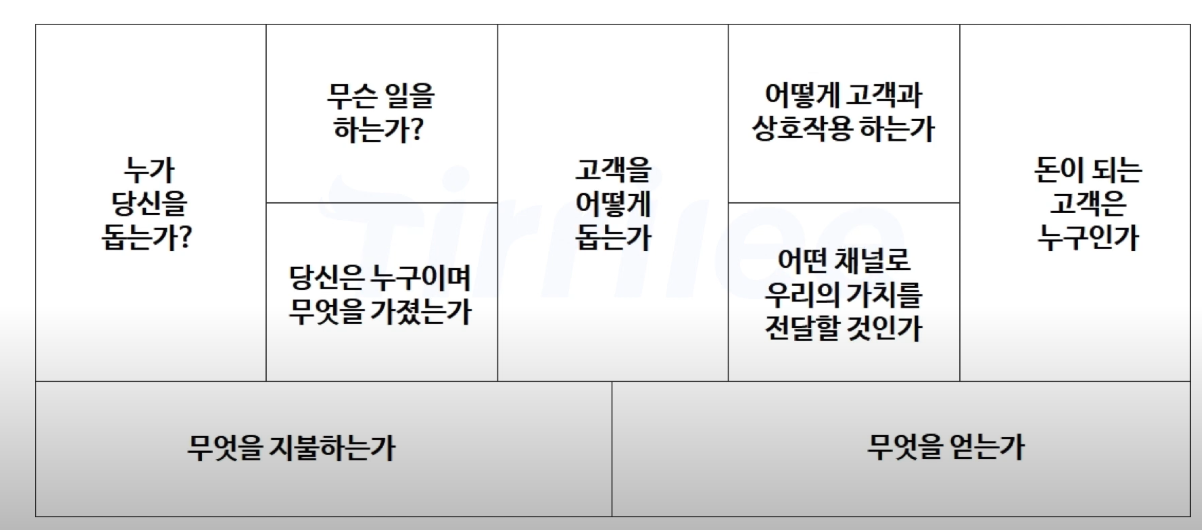 누가
당신을
돕는가?
무슨 일을
하는가?
당신은 누구이며
무엇을 가졌는가
고객을
어떻게
돕는가
어떻게 고객과
상호작용 하는가
어떤 채널로
우리의 가치를
전달할 것인가
돈이 되는
고객은
누구인가
무엇을 지불하는가
무엇을 얻는가